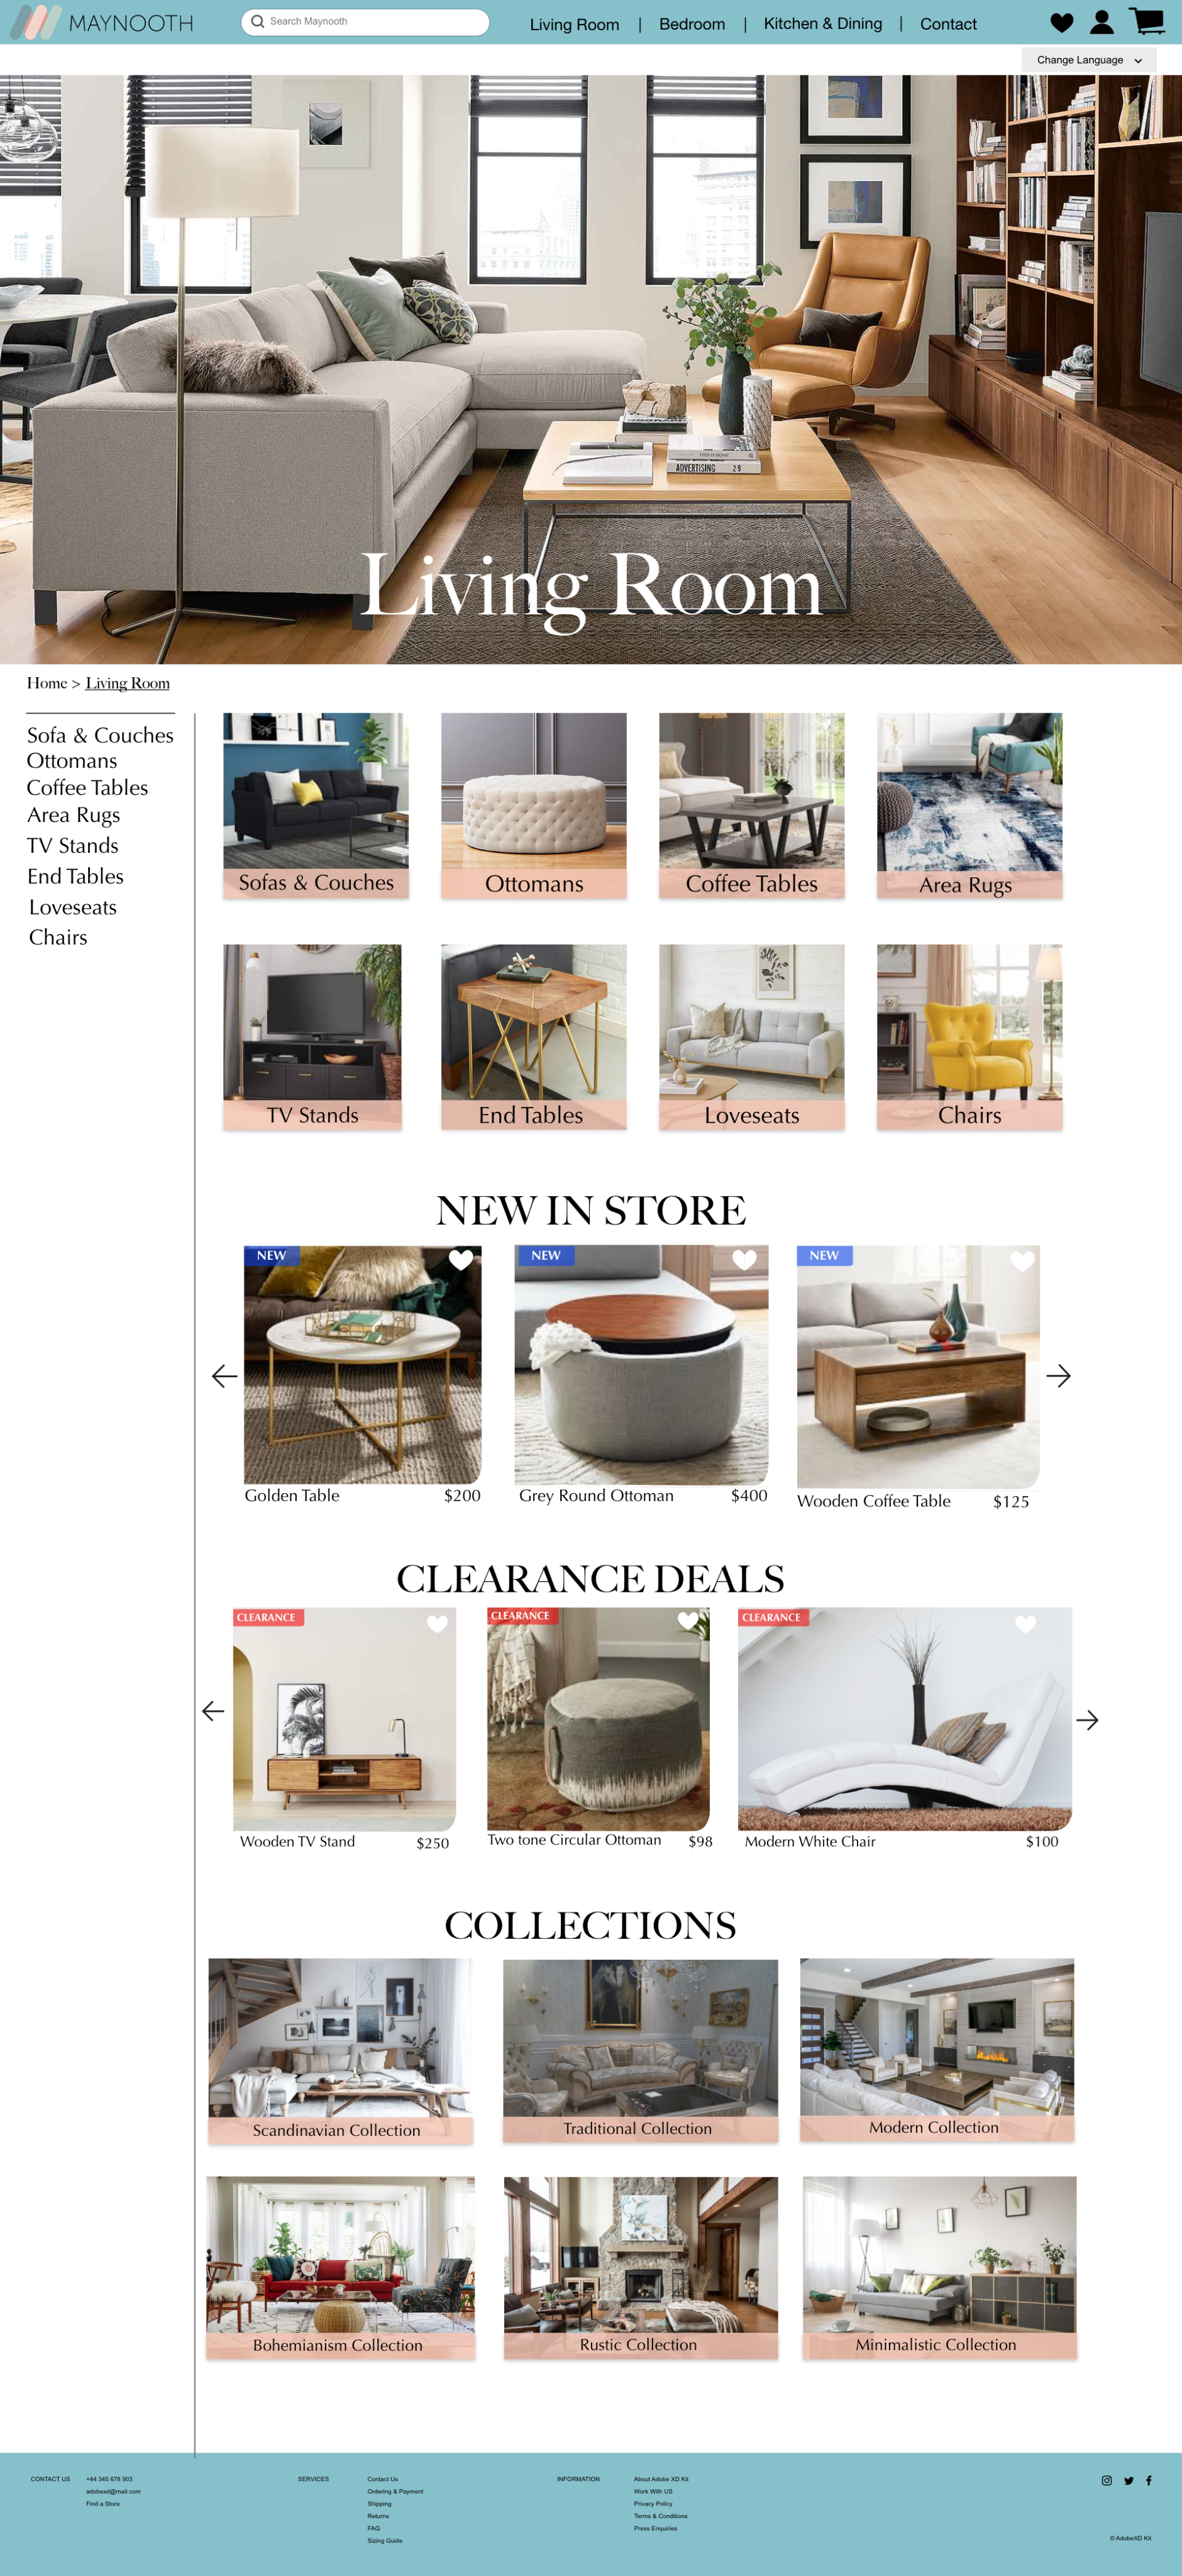 MAYNOOTH
Search Maynooth
Living Room | Bedroom | Kitchen & Dining | Contact
Change Language
THIS IS HOME
ADVERTISING 29
Living Room
Home > Living Room
Sofa & Couches
Ottomans
Coffee Tables
Area Rugs
TV Stands
End Tables
Loveseats
Chairs
Sofas & Couches
Ottomans
Coffee Tables
Area Rugs
TV Stands
End Tables
Loveseats
Chairs
NEW IN STORE
NEW
NEW
NEW
Golden Table $200
Grey Round Ottoman $400
Wooden Coffee Table $125
CLEARANCE DEALS
CLEARANCE
CLEARANCE
CLEARANCE
Wooden TV Stand $250
Two tone Circular Ottoman $98
Modern White Chair $100
COLLECTIONS
Scandinavian Collection
Traditional Collection
Modern Collection
Bohemianism Collection
Rustic Collection
Minimalistic Collection
CONTACT US
+44 345 678 903
adobexd@mail.com
Find a Store
SERVICES
Contact Us
Ordering & Payment
Shipping
Returns
FAQ
Sizing Guide
INFORMATION
About Adobe XD Kit
Work With US
Privacy Policy
Terms & Conditions
Press Enquiries
© AdobeXD Kit